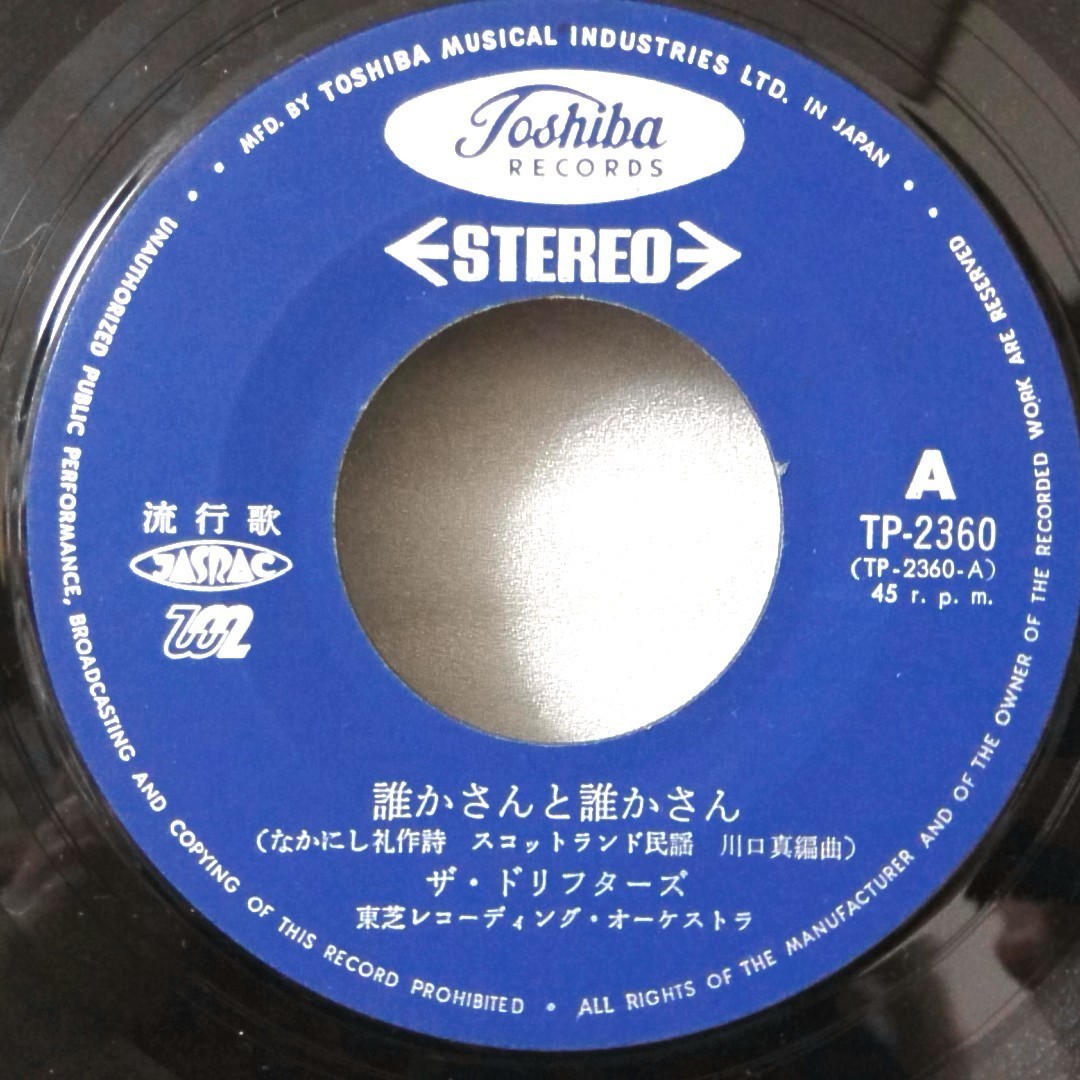 MFD. BY TOSHIBA MUSICAL INDUSTRIES LTD. IN JAPAN
Toshiba
RECORDS
STEREO
流行歌
JASRAC
A
TP-2360
(TP-2360-A)
45 r. p. m.
誰かさんと誰かさん
(なかにし礼作詩 スコットランド民謡 川口真編曲)
ザ・ドリフターズ
東芝レコーディング・オーケストラ
UNAUTHORIZED PUBLIC PERFORMANCE, BROADCASTING AND COPYING OF THIS RECORD PROHIBITED • ALL RIGHTS OF THE MANUFACTURER AND OF THE OWNER OF THE RECORDED WORK ARE RESERVED